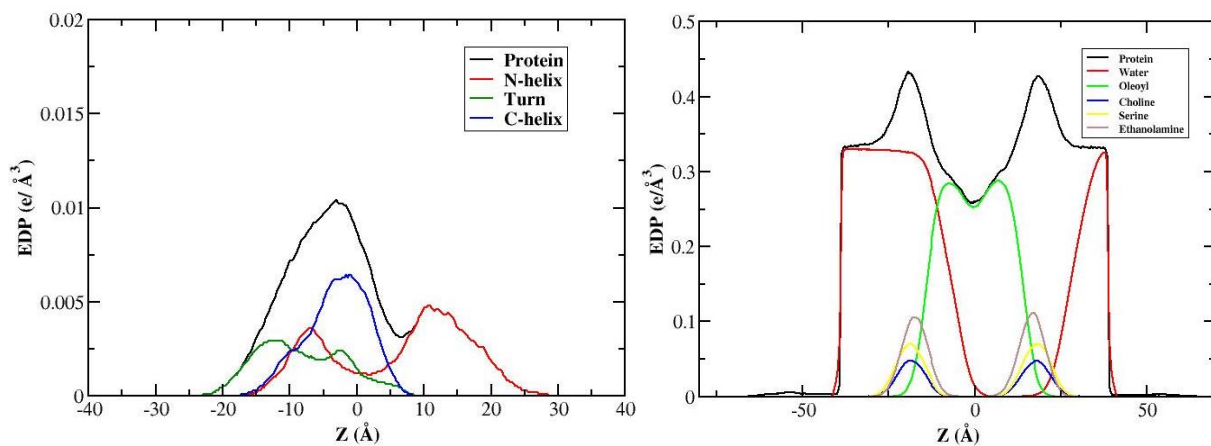 0.02
0.015
0.01
0.005
0
EDP (e/Å³)
-40 -30 -20 -10 0 10 20 30 40
Z (Å)
Protein
N-helix
Turn
C-helix
0.5
0.4
0.3
0.2
0.1
0
EDP (e/Å³)
-50 0 50
Z (Å)
Protein
Water
Oleoyl
Choline
Serine
Ethanolamine